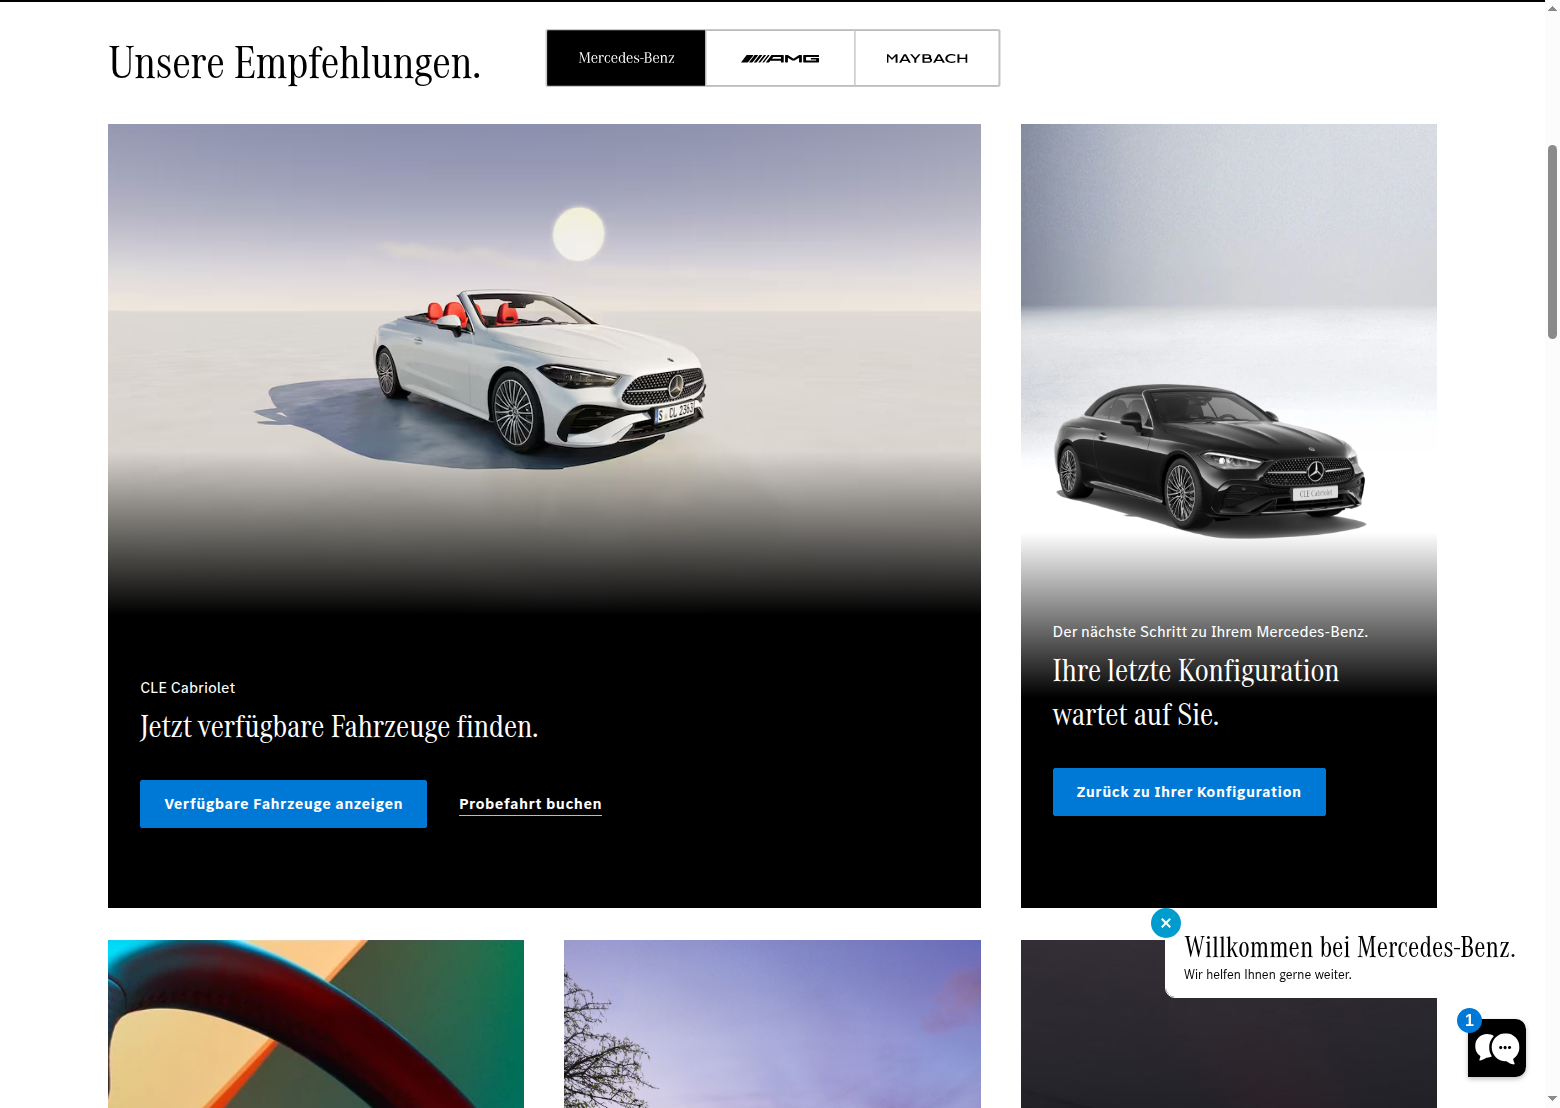 Unsere Empfehlungen.
Mercedes-Benz
AMG
MAYBACH
S CL 2363
CLE Cabriolet
CLE Cabriolet
Jetzt verfügbare Fahrzeuge finden.
Verfügbare Fahrzeuge anzeigen
Probefahrt buchen
Der nächste Schritt zu Ihrem Mercedes-Benz.
Ihre letzte Konfiguration
wartet auf Sie.
Zurück zu Ihrer Konfiguration
Willkommen bei Mercedes-Benz.
Wir helfen Ihnen gerne weiter.
1